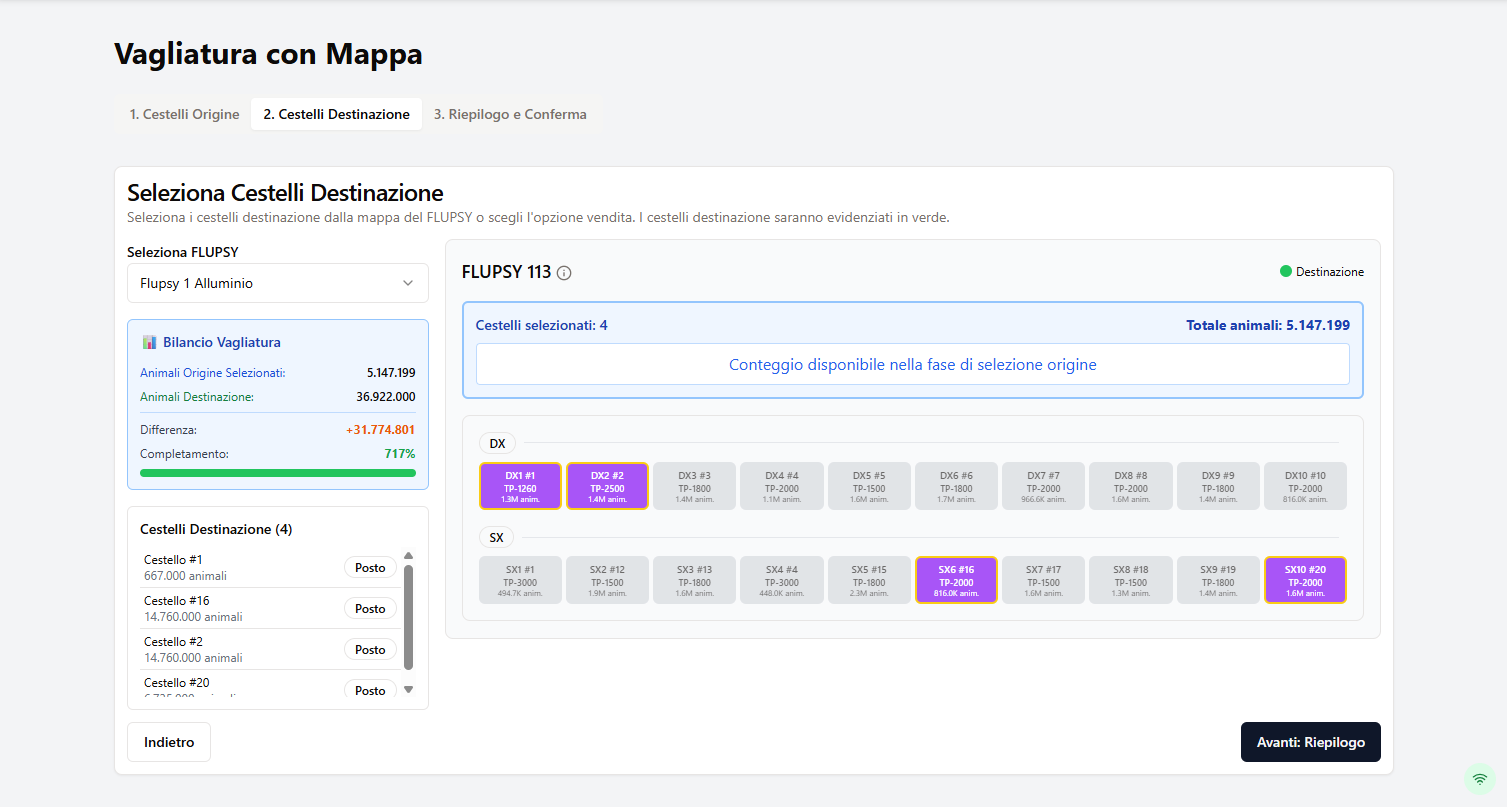 Vagliatura con Mappa
1. Cestelli Origine
2. Cestelli Destinazione
3. Riepilogo e Conferma
Seleziona Cestelli Destinazione
Seleziona i cestelli destinazione dalla mappa del FLUPSY o scegli l'opzione vendita. I cestelli destinazione saranno evidenziati in verde.
Seleziona FLUPSY
Flupsy 1 Alluminio
Bilancio Vagliatura
Animali Origine Selezionati: 5.147.199
Animali Destinazione: 36.922.000
Differenza: +31.774.801
Completamento: 717%
Cestelli Destinazione (4)
Cestello #1
667.000 animali
Posto
Cestello #16
14.760.000 animali
Posto
Cestello #2
14.760.000 animali
Posto
Cestello #20
Posto
Indietro
FLUPSY 113
Destinazione
Cestelli selezionati: 4
Totale animali: 5.147.199
Conteggio disponibile nella fase di selezione origine
DX
DX1 #1
TP-1260
1.3M anim.
DX2 #2
TP-2500
1.4M anim.
DX3 #3
TP-1800
1.4M anim.
DX4 #4
TP-2000
1.1M anim.
DX5 #5
TP-1500
1.6M anim.
DX6 #6
TP-1800
1.7M anim.
DX7 #7
TP-2000
966.6K anim.
DX8 #8
TP-2000
1.6M anim.
DX9 #9
TP-1800
1.4M anim.
DX10 #10
TP-2000
816.0K anim.
SX
SX1 #1
TP-3000
494.7K anim.
SX2 #12
TP-1500
1.9M anim.
SX3 #13
TP-1800
1.6M anim.
SX4 #4
TP-3000
448.0K anim.
SX5 #15
TP-1800
2.3M anim.
SX6 #16
TP-2000
816.0K anim.
SX7 #17
TP-1500
1.6M anim.
SX8 #18
TP-1500
1.3M anim.
SX9 #19
TP-1800
1.4M anim.
SX10 #20
TP-2000
1.6M anim.
Avanti: Riepilogo